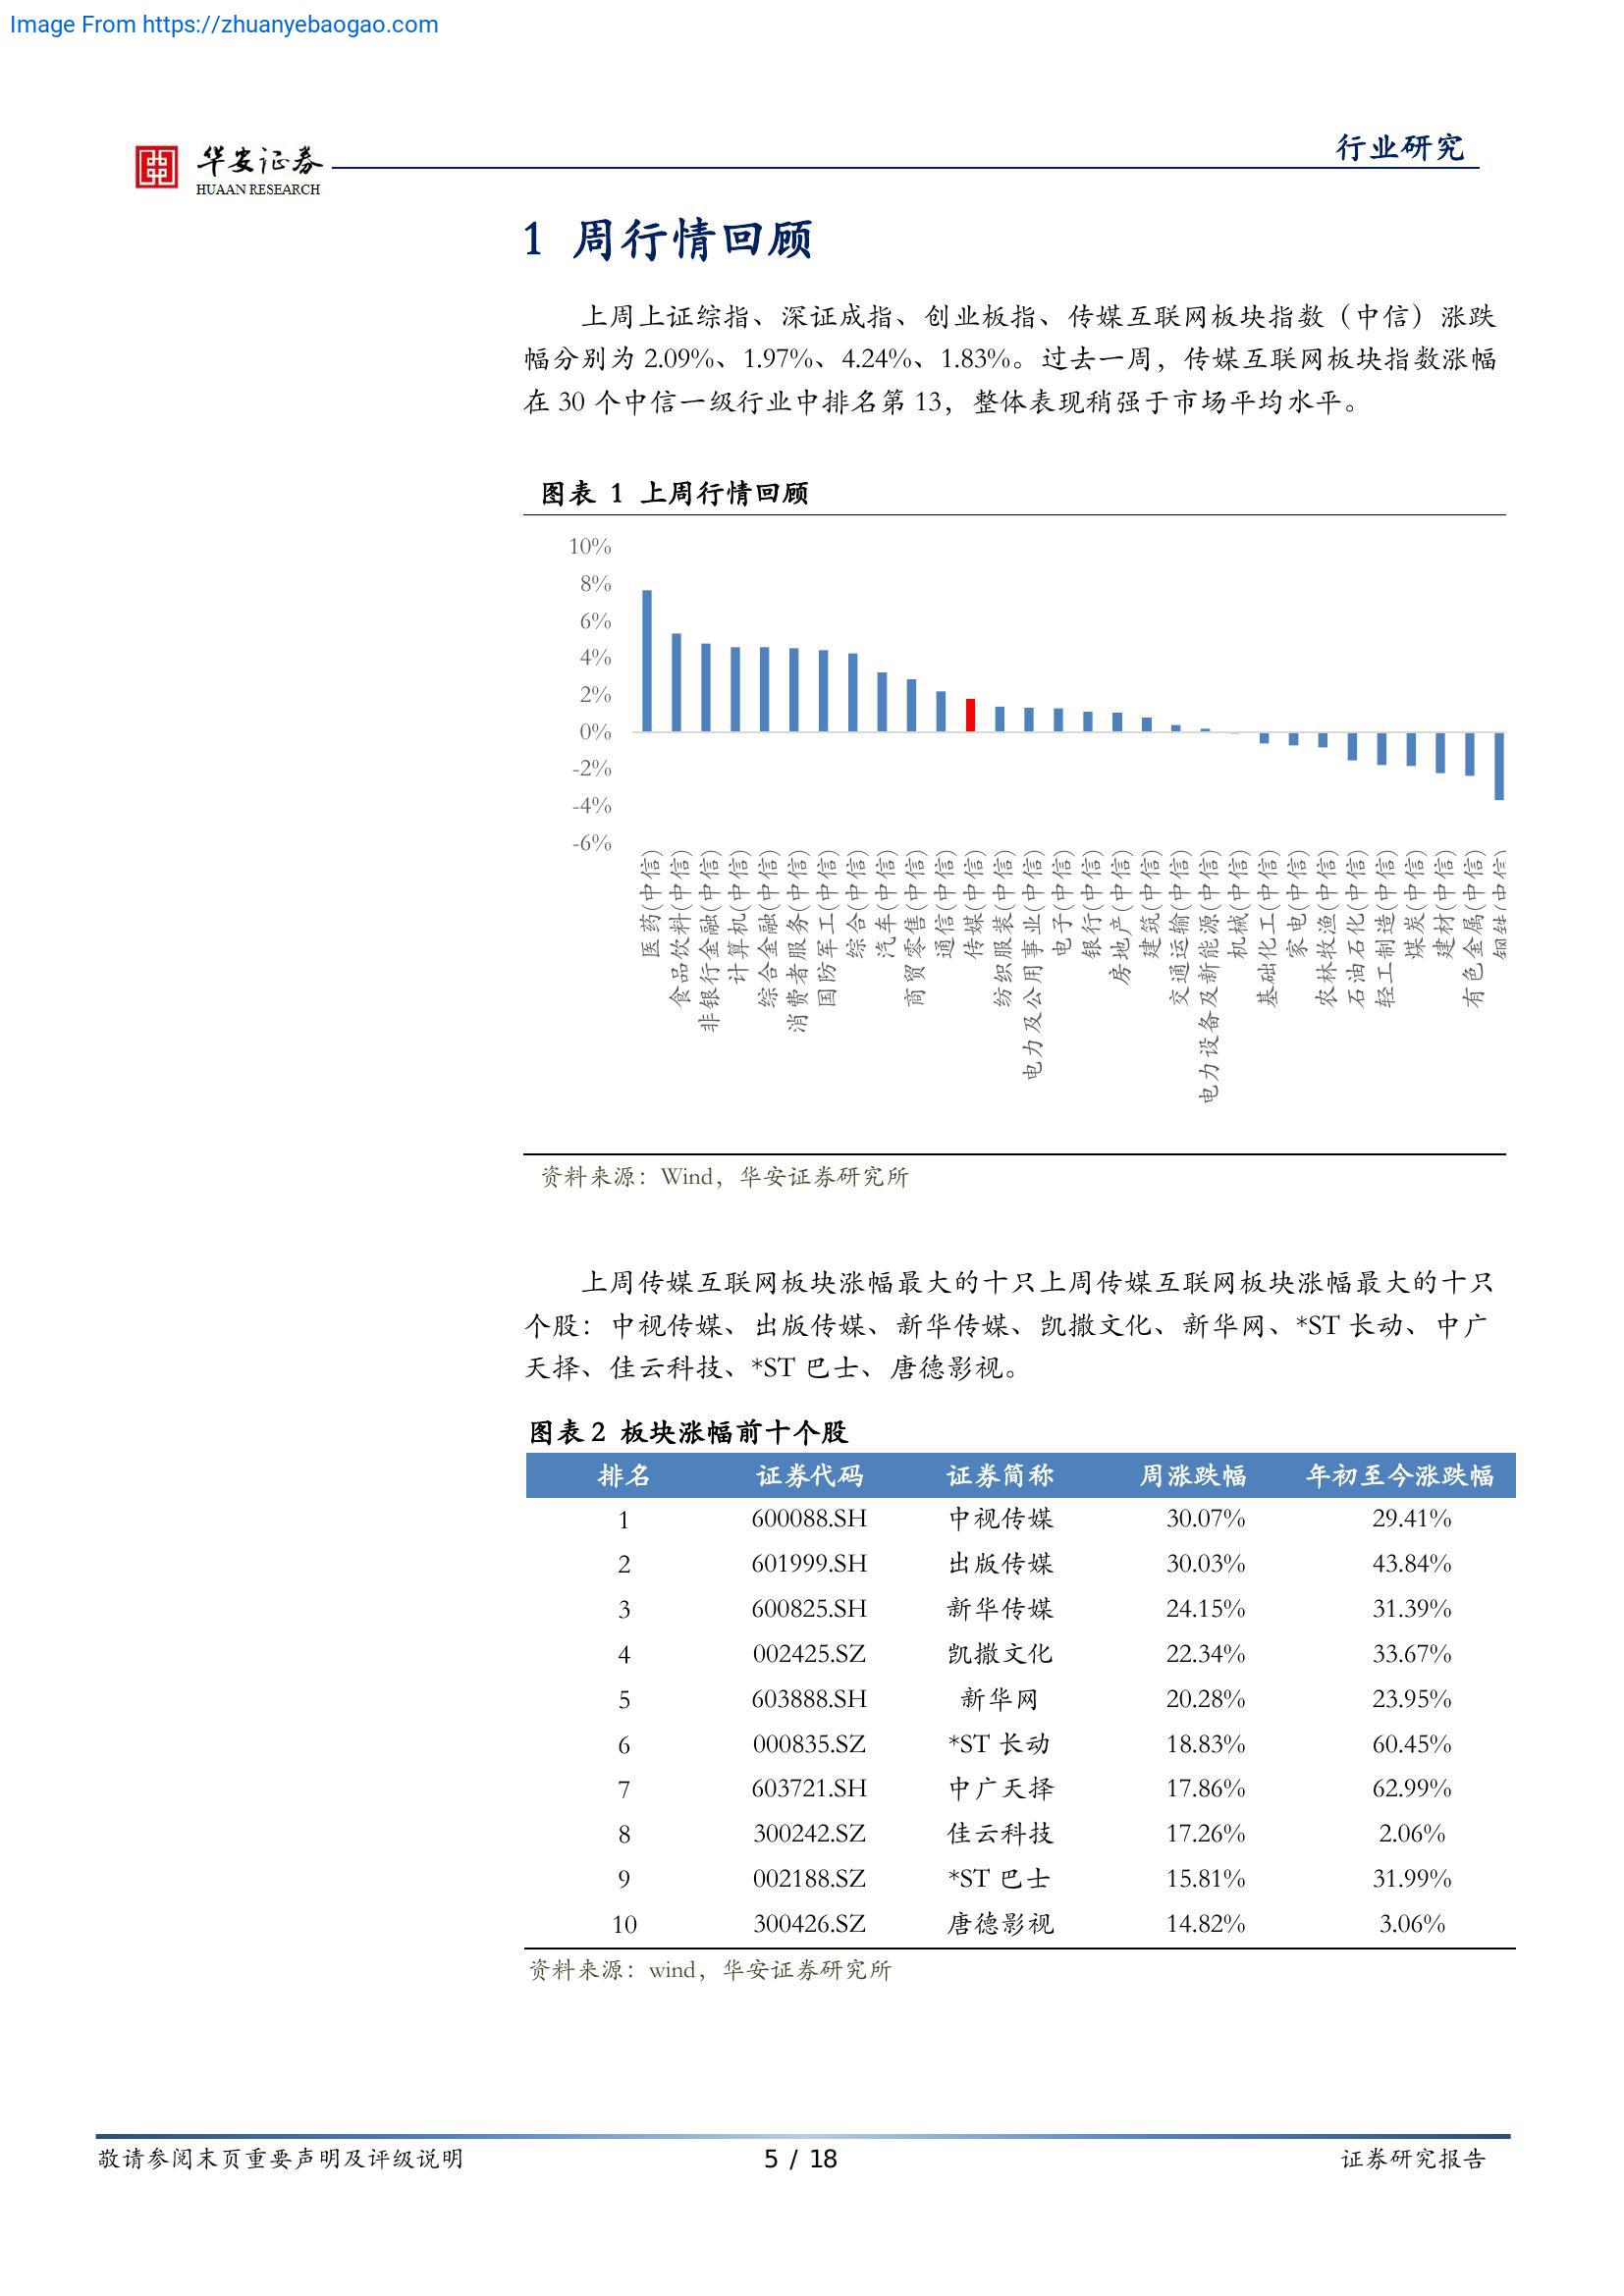 Image From https://zhuanyebaogao.com
华安证券
HUAAN RESEARCH
行业研究
1 周行情回顾
上周上证综指、深证成指、创业板指、传媒互联网板块指数（中信）涨跌
幅分别为 2.09%、1.97%、4.24%、1.83%。过去一周，传媒互联网板块指数涨幅
在 30 个中信一级行业中排名第 13，整体表现稍强于市场平均水平。
图表 1 上周行情回顾
10%
8%
6%
4%
2%
0%
-2%
-4%
-6%
医药(中信)
食品饮料(中信)
非银行金融(中信)
计算机(中信)
综合金融(中信)
消费者服务(中信)
国防军工(中信)
综合(中信)
汽车(中信)
商贸零售(中信)
通信(中信)
传媒(中信)
纺织服装(中信)
电力及公用事业(中信)
电子(中信)
银行(中信)
房地产(中信)
建筑(中信)
交通运输(中信)
电力设备及新能源(中信)
机械(中信)
基础化工(中信)
家电(中信)
农林牧渔(中信)
石油石化(中信)
轻工制造(中信)
煤炭(中信)
建材(中信)
有色金属(中信)
钢铁(中信
资料来源：Wind，华安证券研究所
上周传媒互联网板块涨幅最大的十只上周传媒互联网板块涨幅最大的十只
个股：中视传媒、出版传媒、新华传媒、凯撒文化、新华网、*ST 长动、中广
天择、佳云科技、*ST 巴士、唐德影视。
图表 2 板块涨幅前十个股
排名 证券代码 证券简称 周涨跌幅 年初至今涨跌幅
1 600088.SH 中视传媒 30.07% 29.41%
2 601999.SH 出版传媒 30.03% 43.84%
3 600825.SH 新华传媒 24.15% 31.39%
4 002425.SZ 凯撒文化 22.34% 33.67%
5 603888.SH 新华网 20.28% 23.95%
6 000835.SZ *ST 长动 18.83% 60.45%
7 603721.SH 中广天择 17.86% 62.99%
8 300242.SZ 佳云科技 17.26% 2.06%
9 002188.SZ *ST 巴士 15.81% 31.99%
10 300426.SZ 唐德影视 14.82% 3.06%
资料来源：wind，华安证券研究所
敬请参阅末页重要声明及评级说明 5 / 18 证券研究报告